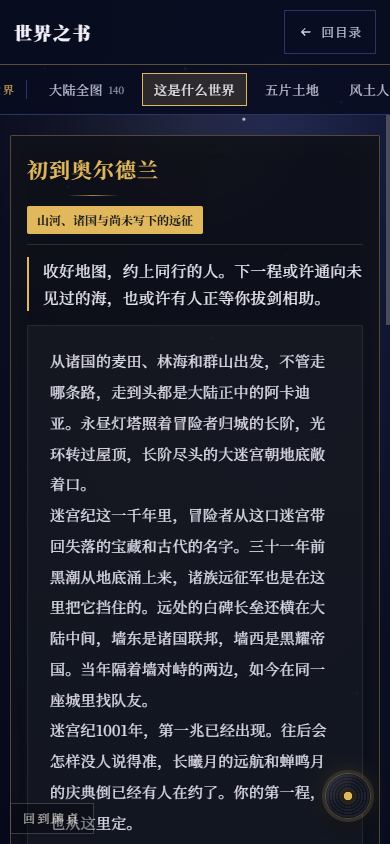 世界之书
← 回目录
界
大陆全图 140
这是什么世界
五片土地
风土人
初到奥尔德兰
山河、诸国与尚未写下的远征
收好地图，约上同行的人。下一程或许通向未
见过的海，也或许有人正等你拔剑相助。
从诸国的麦田、林海和群山出发，不管走
哪条路，走到头都是大陆正中的阿卡迪
亚。永昼灯塔照着冒险者归城的长阶，光
环转过屋顶，长阶尽头的大迷宫朝地底敞
着口。
迷宫纪这一千年里，冒险者从这口迷宫带
回失落的宝藏和古代的名字。三十一年前
黑潮从地底涌上来，诸族远征军也是在这
里把它挡住的。远处的白碑长垒还横在大
陆中间，墙东是诸国联邦，墙西是黑耀帝
国。当年隔着墙对峙的两边，如今在同一
座城里找队友。
迷宫纪1001年，第一兆已经出现。往后会
怎样没人说得准，长曦月的远航和蝉鸣月
的庆典倒已经有人在约了。你的第一程，
也从这里定。
回到